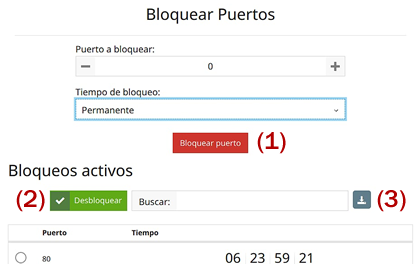 Bloquear Puertos
Puerto a bloquear:
0
Tiempo de bloqueo:
Permanente
Bloquear puerto (1)
Bloqueos activos
(2) Desbloquear Buscar: (3)
Puerto Tiempo
80 06 23 59 21